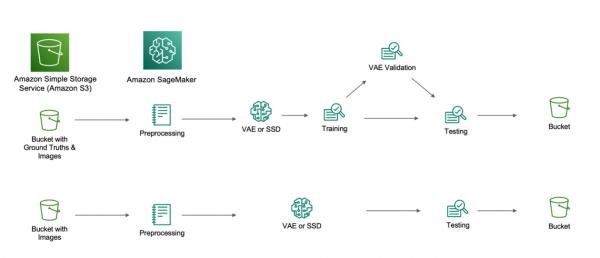 VAE Validation
Amazon Simple Storage
Service (Amazon S3)
Amazon SageMaker
Bucket with
Ground Truths &
Images
Preprocessing
VAE or SSD
Training
Testing
Bucket
Bucket with
Images
Preprocessing
VAE or SSD
Testing
Bucket